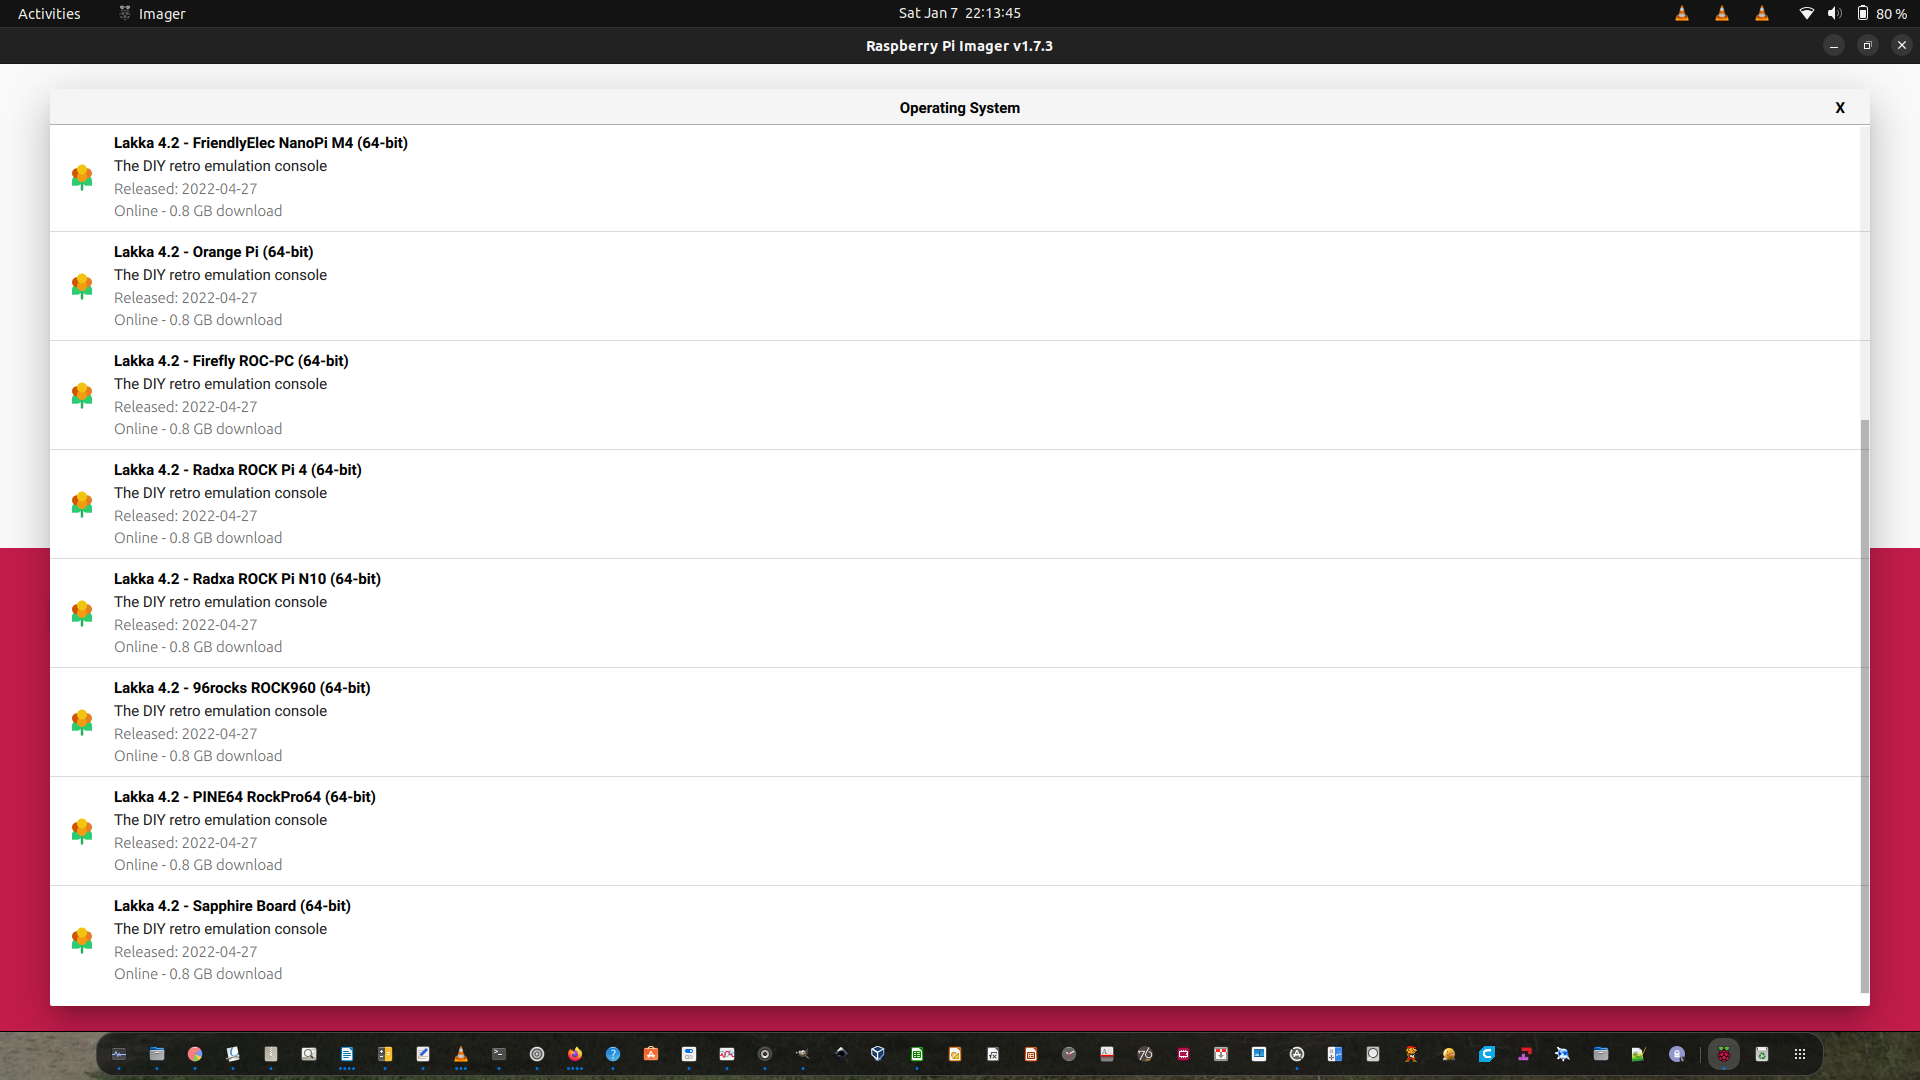 Activities
Imager
Sat Jan 7 22:13:45
80 %
Raspberry Pi Imager v1.7.3
Operating System
X
Lakka 4.2 - FriendlyElec NanoPi M4 (64-bit)
The DIY retro emulation console
Released: 2022-04-27
Online - 0.8 GB download
Lakka 4.2 - Orange Pi (64-bit)
The DIY retro emulation console
Released: 2022-04-27
Online - 0.8 GB download
Lakka 4.2 - Firefly ROC-PC (64-bit)
The DIY retro emulation console
Released: 2022-04-27
Online - 0.8 GB download
Lakka 4.2 - Radxa ROCK Pi 4 (64-bit)
The DIY retro emulation console
Released: 2022-04-27
Online - 0.8 GB download
Lakka 4.2 - Radxa ROCK Pi N10 (64-bit)
The DIY retro emulation console
Released: 2022-04-27
Online - 0.8 GB download
Lakka 4.2 - 96rocks ROCK960 (64-bit)
The DIY retro emulation console
Released: 2022-04-27
Online - 0.8 GB download
Lakka 4.2 - PINE64 RockPro64 (64-bit)
The DIY retro emulation console
Released: 2022-04-27
Online - 0.8 GB download
Lakka 4.2 - Sapphire Board (64-bit)
The DIY retro emulation console
Released: 2022-04-27
Online - 0.8 GB download